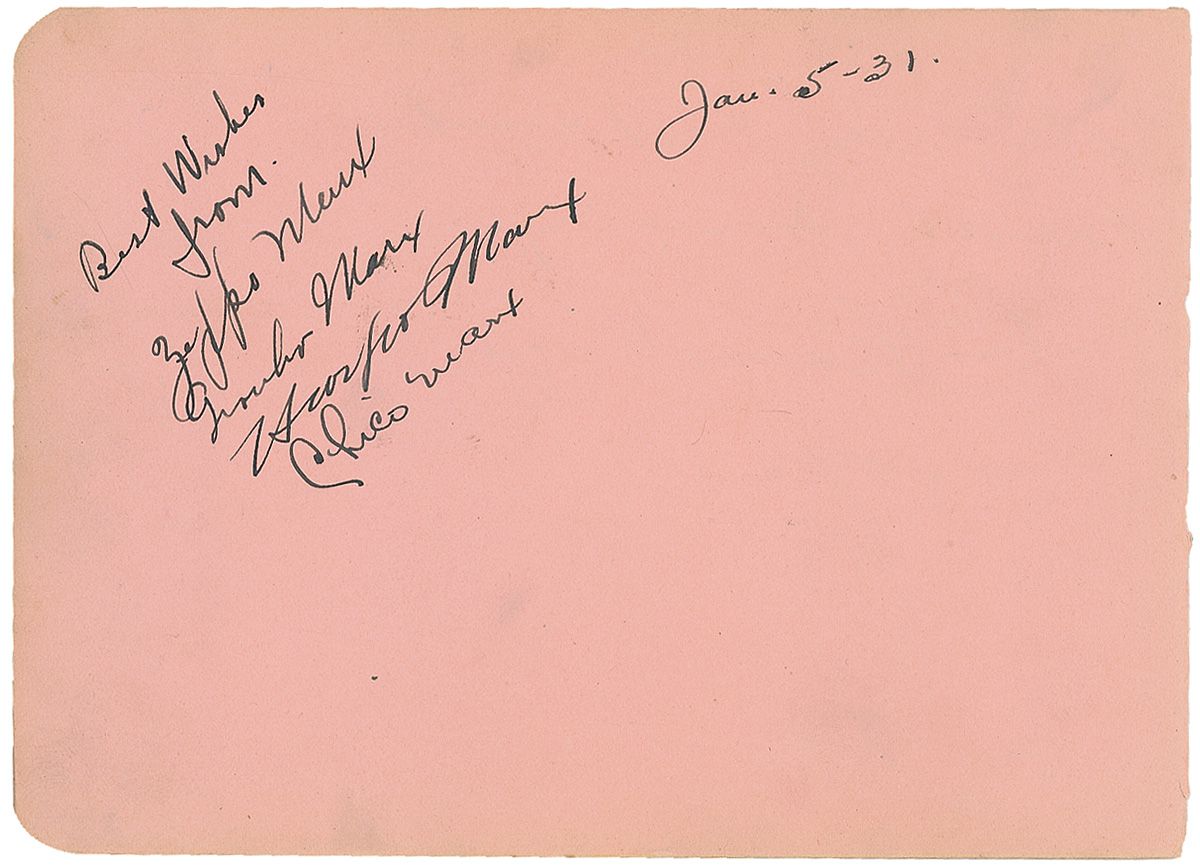 Jan. 5-31.
Best Wishes
from.
Zeppo Marx
Groucho Marx
Harpo Marx
Chico Marx